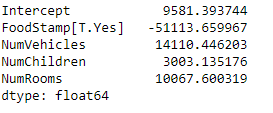 Intercept 9581.393744
FoodStamp[T.Yes] -51113.659967
NumVehicles 14110.446203
NumChildren 3003.135176
NumRooms 10067.600319
dtype: float64